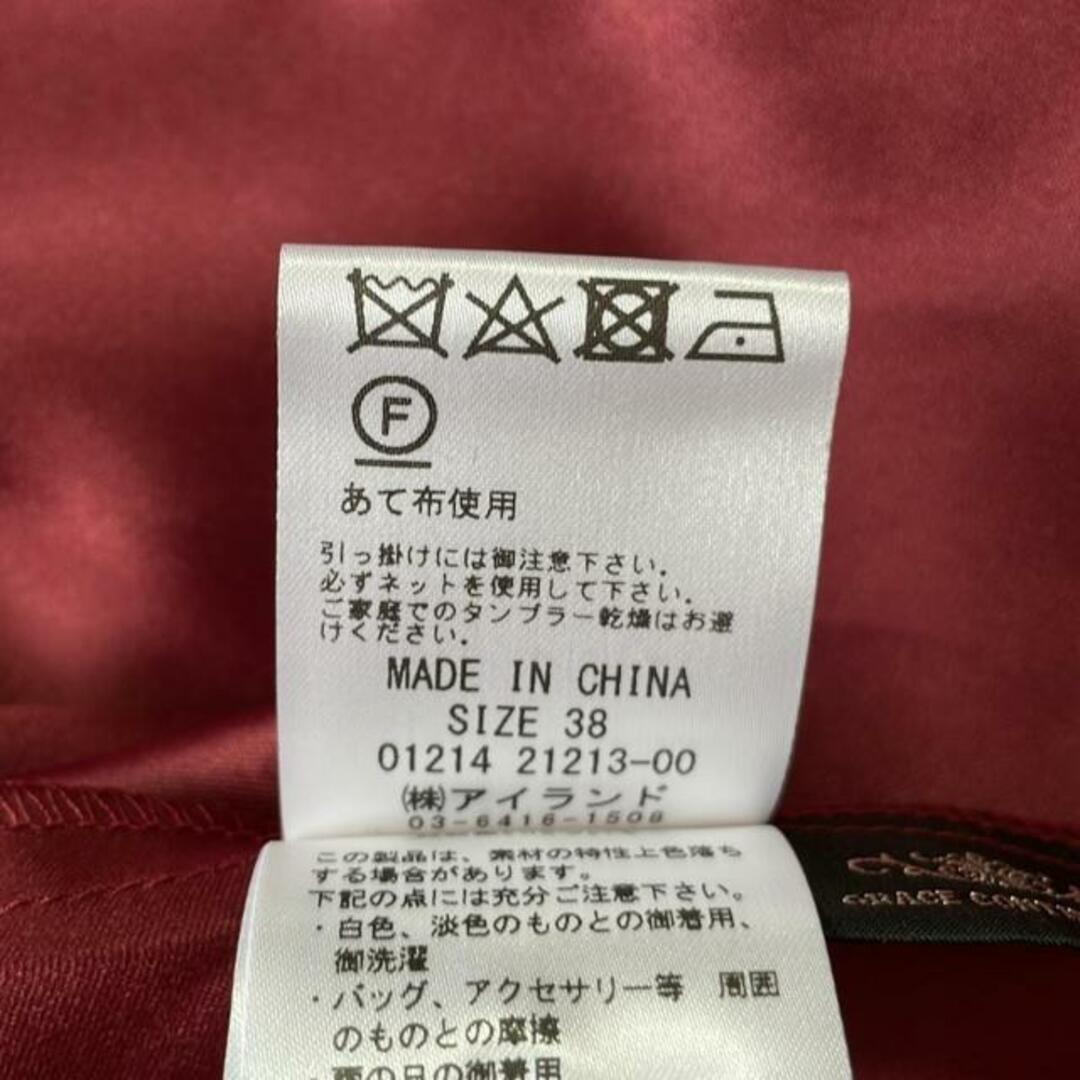 F
あて布使用
引っ掛けには御注意下さい。
必ずネットを使用して下さい。
ご家庭でのタンブラー乾燥はお避
けください。
MADE IN CHINA
SIZE 38
01214 21213-00
㈱アイランド
03-6416-1508
この製品は、素材の特性上色落ち
する場合があります。
下記の点には充分ご注意下さい。
・白色、淡色のものとの御着用、
御洗濯
・バッグ、アクセサリー等 周囲
のものとの摩擦
・雨の日の御着用
GRACE